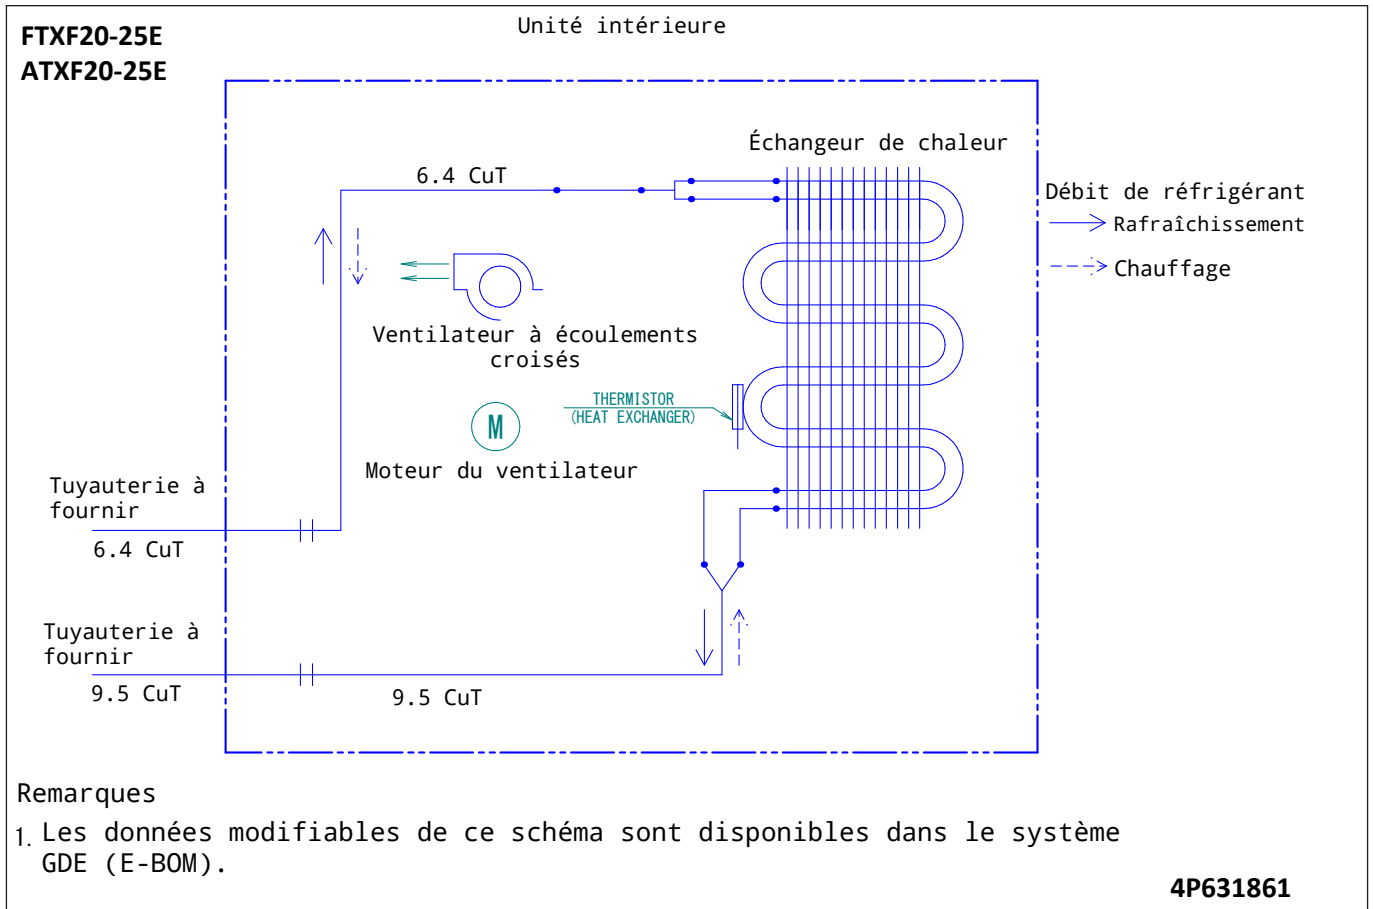 FTXF20-25E
ATXF20-25E
Unité intérieure
Échangeur de chaleur
6.4 CuT
Débit de réfrigérant
Rafraîchissement
Chauffage
Ventilateur à écoulements
croisés
THERMISTOR
(HEAT EXCHANGER)
M
Moteur du ventilateur
Tuyauterie à
fournir
6.4 CuT
Tuyauterie à
fournir
9.5 CuT
9.5 CuT
Remarques
1. Les données modifiables de ce schéma sont disponibles dans le système
GDE (E-BOM).
4P631861